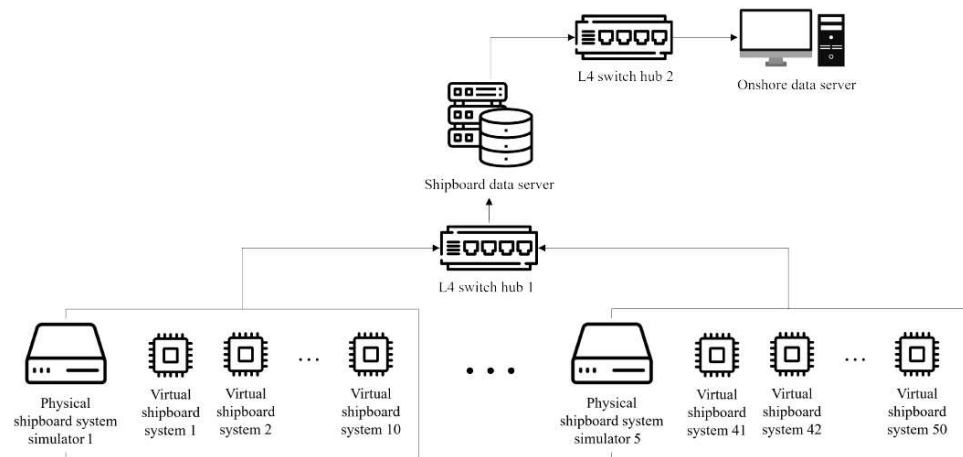 L4 switch hub 2
Onshore data server
Shipboard data server
L4 switch hub 1
Physical
shipboard system
simulator 1
Virtual
shipboard
system 1
Virtual
shipboard
system 2
...
Virtual
shipboard
system 10
...
Physical
shipboard system
simulator 5
Virtual
shipboard
system 41
Virtual
shipboard
system 42
...
Virtual
shipboard
system 50